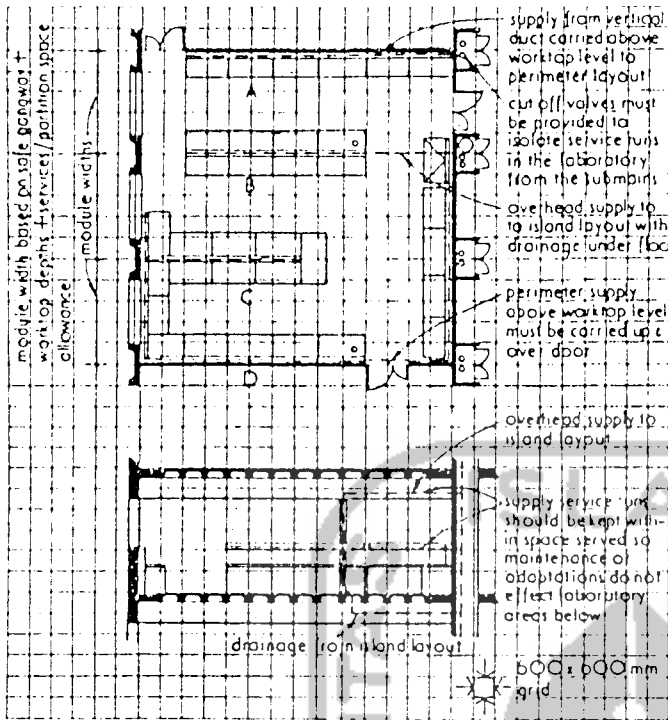 supply from vertical
duct carried above
worktop level to
perimeter layout
cut off valves must
be provided to
isolate service runs
in the laboratory
from the submains
overhead supply to
to island layout with
drainage under
perimeter supply
above worktop level
must be carried up
over door
module width based on safe gangway +
worktop depths + services/partition space
allowance
module widths
A
B
C
D
overhead supply to
island layout
supply service runs
should be kept with-
in space served so
maintenance or
adaptations do not
effect laboratory
areas below
drainage from island layout
600 x 600 mm
grid
ISLA
ITAS